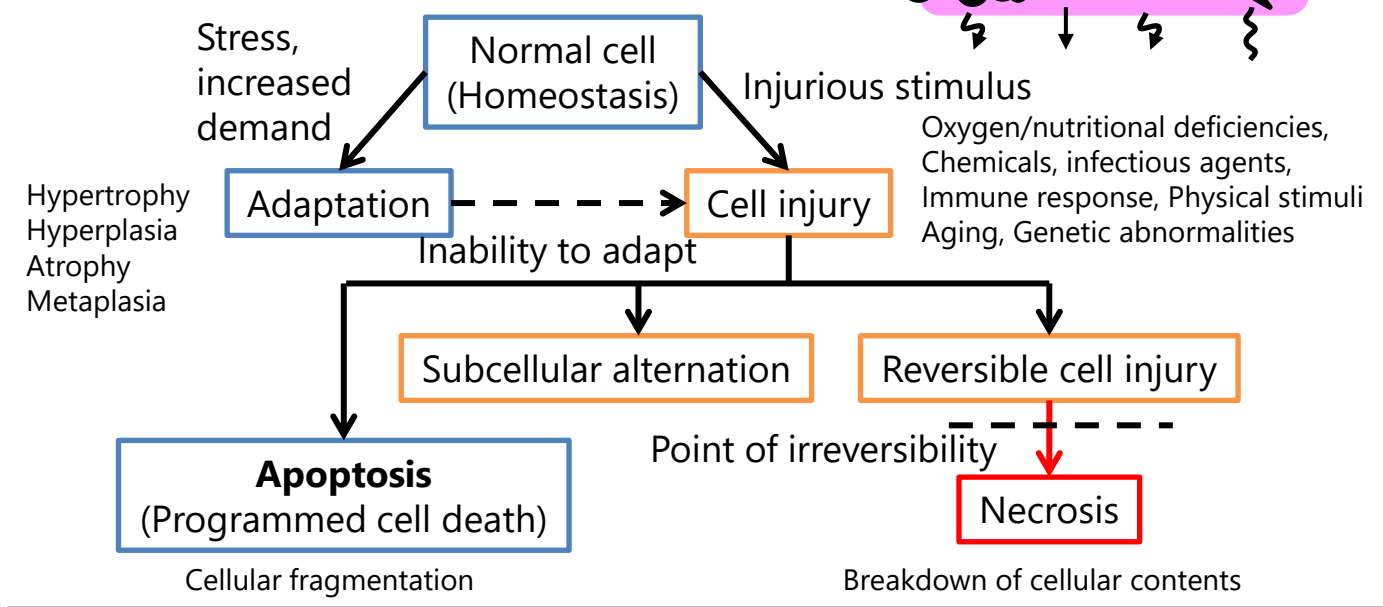 Stress,
increased
demand
Normal cell
(Homeostasis)
Injurious stimulus
Oxygen/nutritional deficiencies,
Chemicals, infectious agents,
Immune response, Physical stimuli
Aging, Genetic abnormalities
Hypertrophy
Hyperplasia
Atrophy
Metaplasia
Adaptation
Cell injury
Inability to adapt
Subcellular alternation
Reversible cell injury
Point of irreversibility
Apoptosis
(Programmed cell death)
Necrosis
Cellular fragmentation
Breakdown of cellular contents